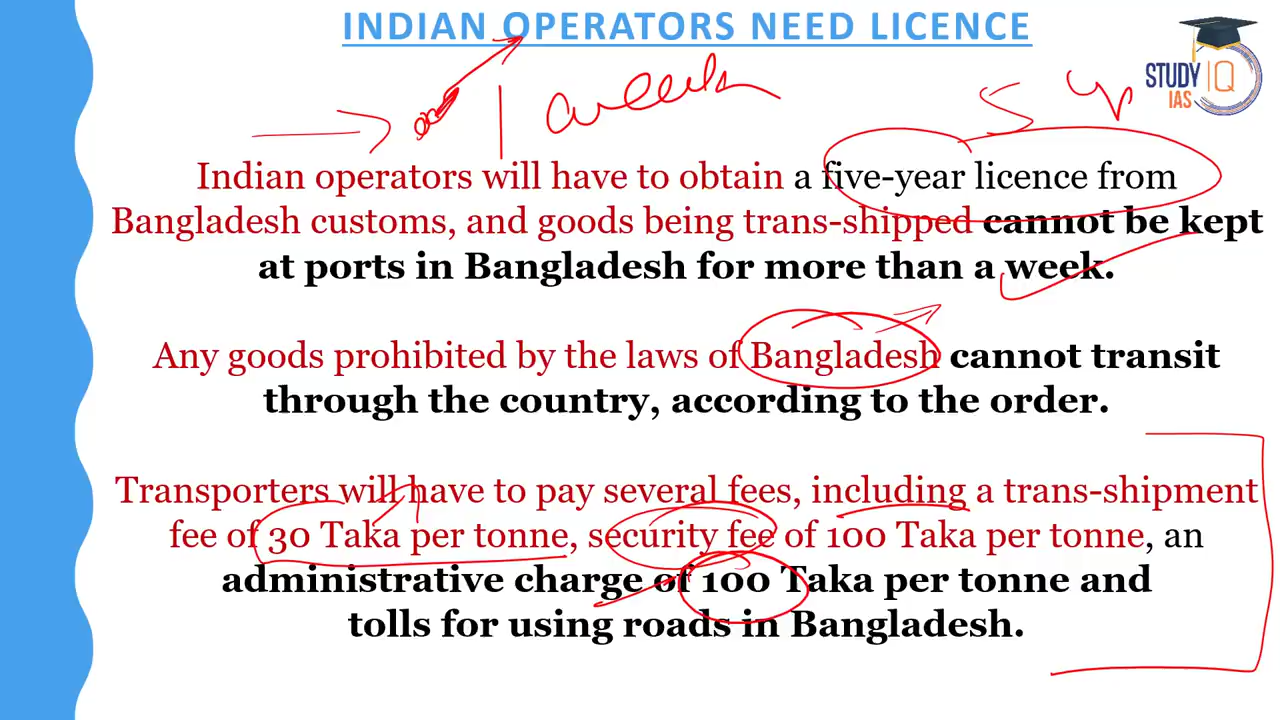 INDIAN OPERATORS NEED LICENCE
STUDY IQ
IAS
1 week
5 yr
Indian operators will have to obtain a five-year licence from
Bangladesh customs, and goods being trans-shipped cannot be kept
at ports in Bangladesh for more than a week.
Any goods prohibited by the laws of Bangladesh cannot transit
through the country, according to the order.
Transporters will have to pay several fees, including a trans-shipment
fee of 30 Taka per tonne, security fee of 100 Taka per tonne, an
administrative charge of 100 Taka per tonne and
tolls for using roads in Bangladesh.